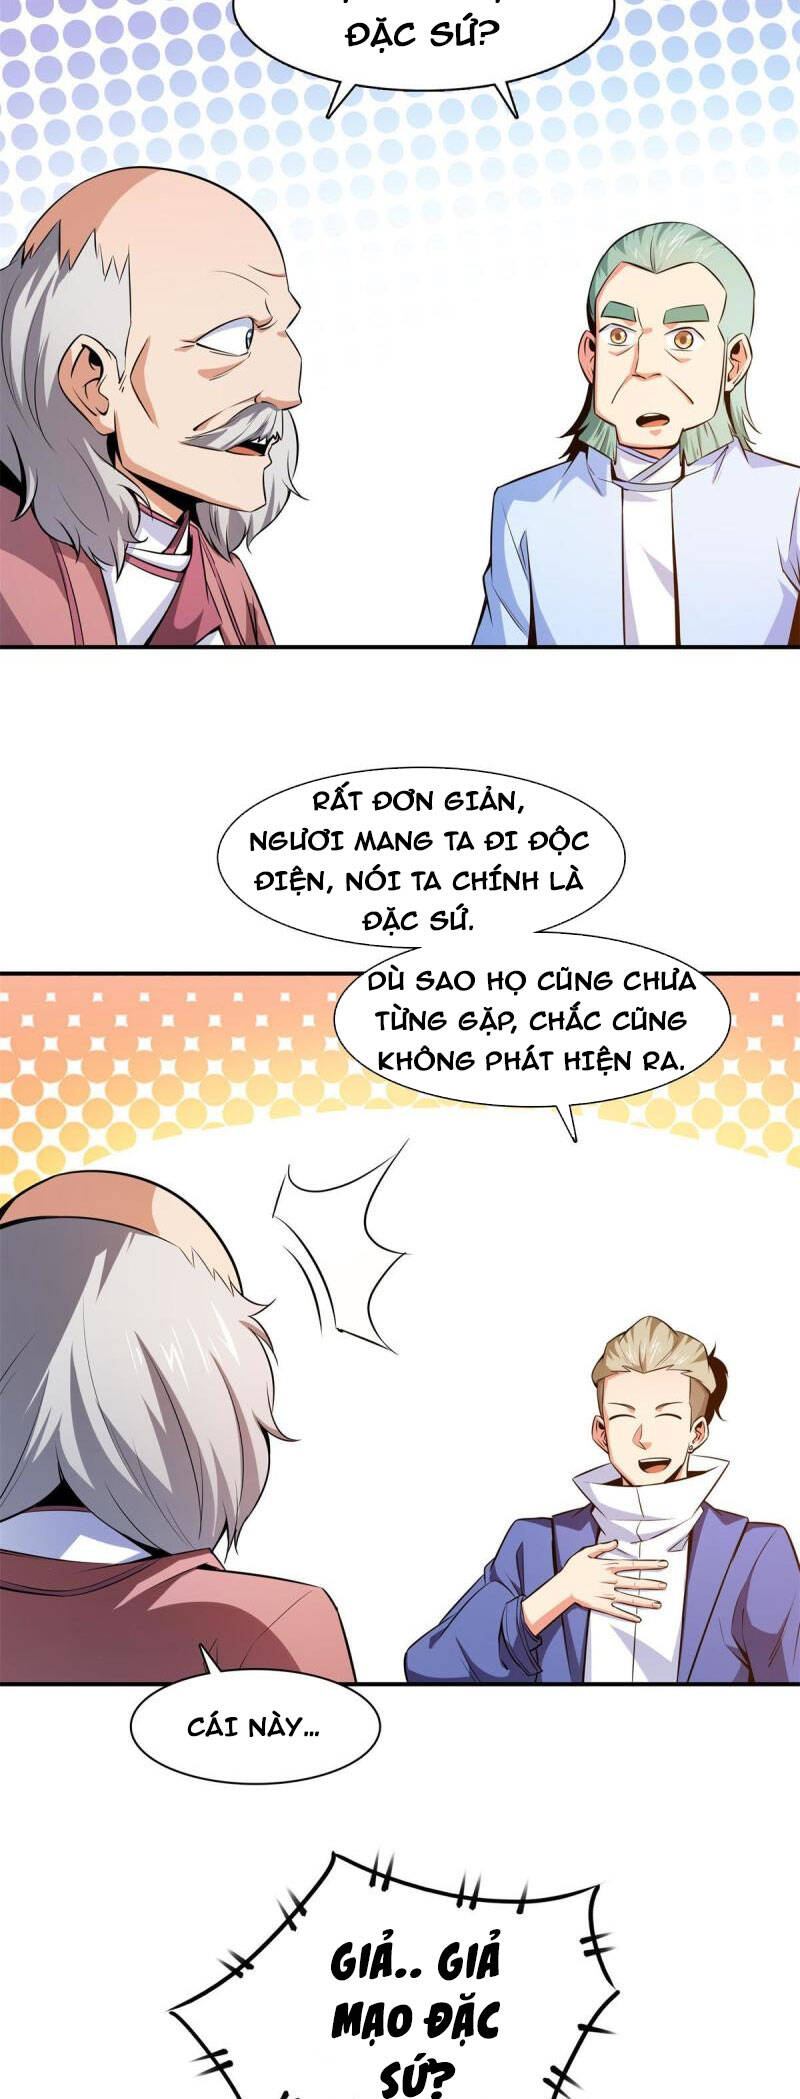 ĐẶC SỨ?
RẤT ĐƠN GIẢN,
NGƯƠI MANG TA ĐI ĐỘC
ĐIỆN, NÓI TA CHÍNH LÀ
ĐẶC SỨ.
DÙ SAO HỌ CŨNG CHƯA
TỪNG GẶP, CHẮC CŨNG
KHÔNG PHÁT HIỆN RA.
CÁI NÀY...
GIẢ.. GIẢ
MẠO ĐẶC
SỨ?